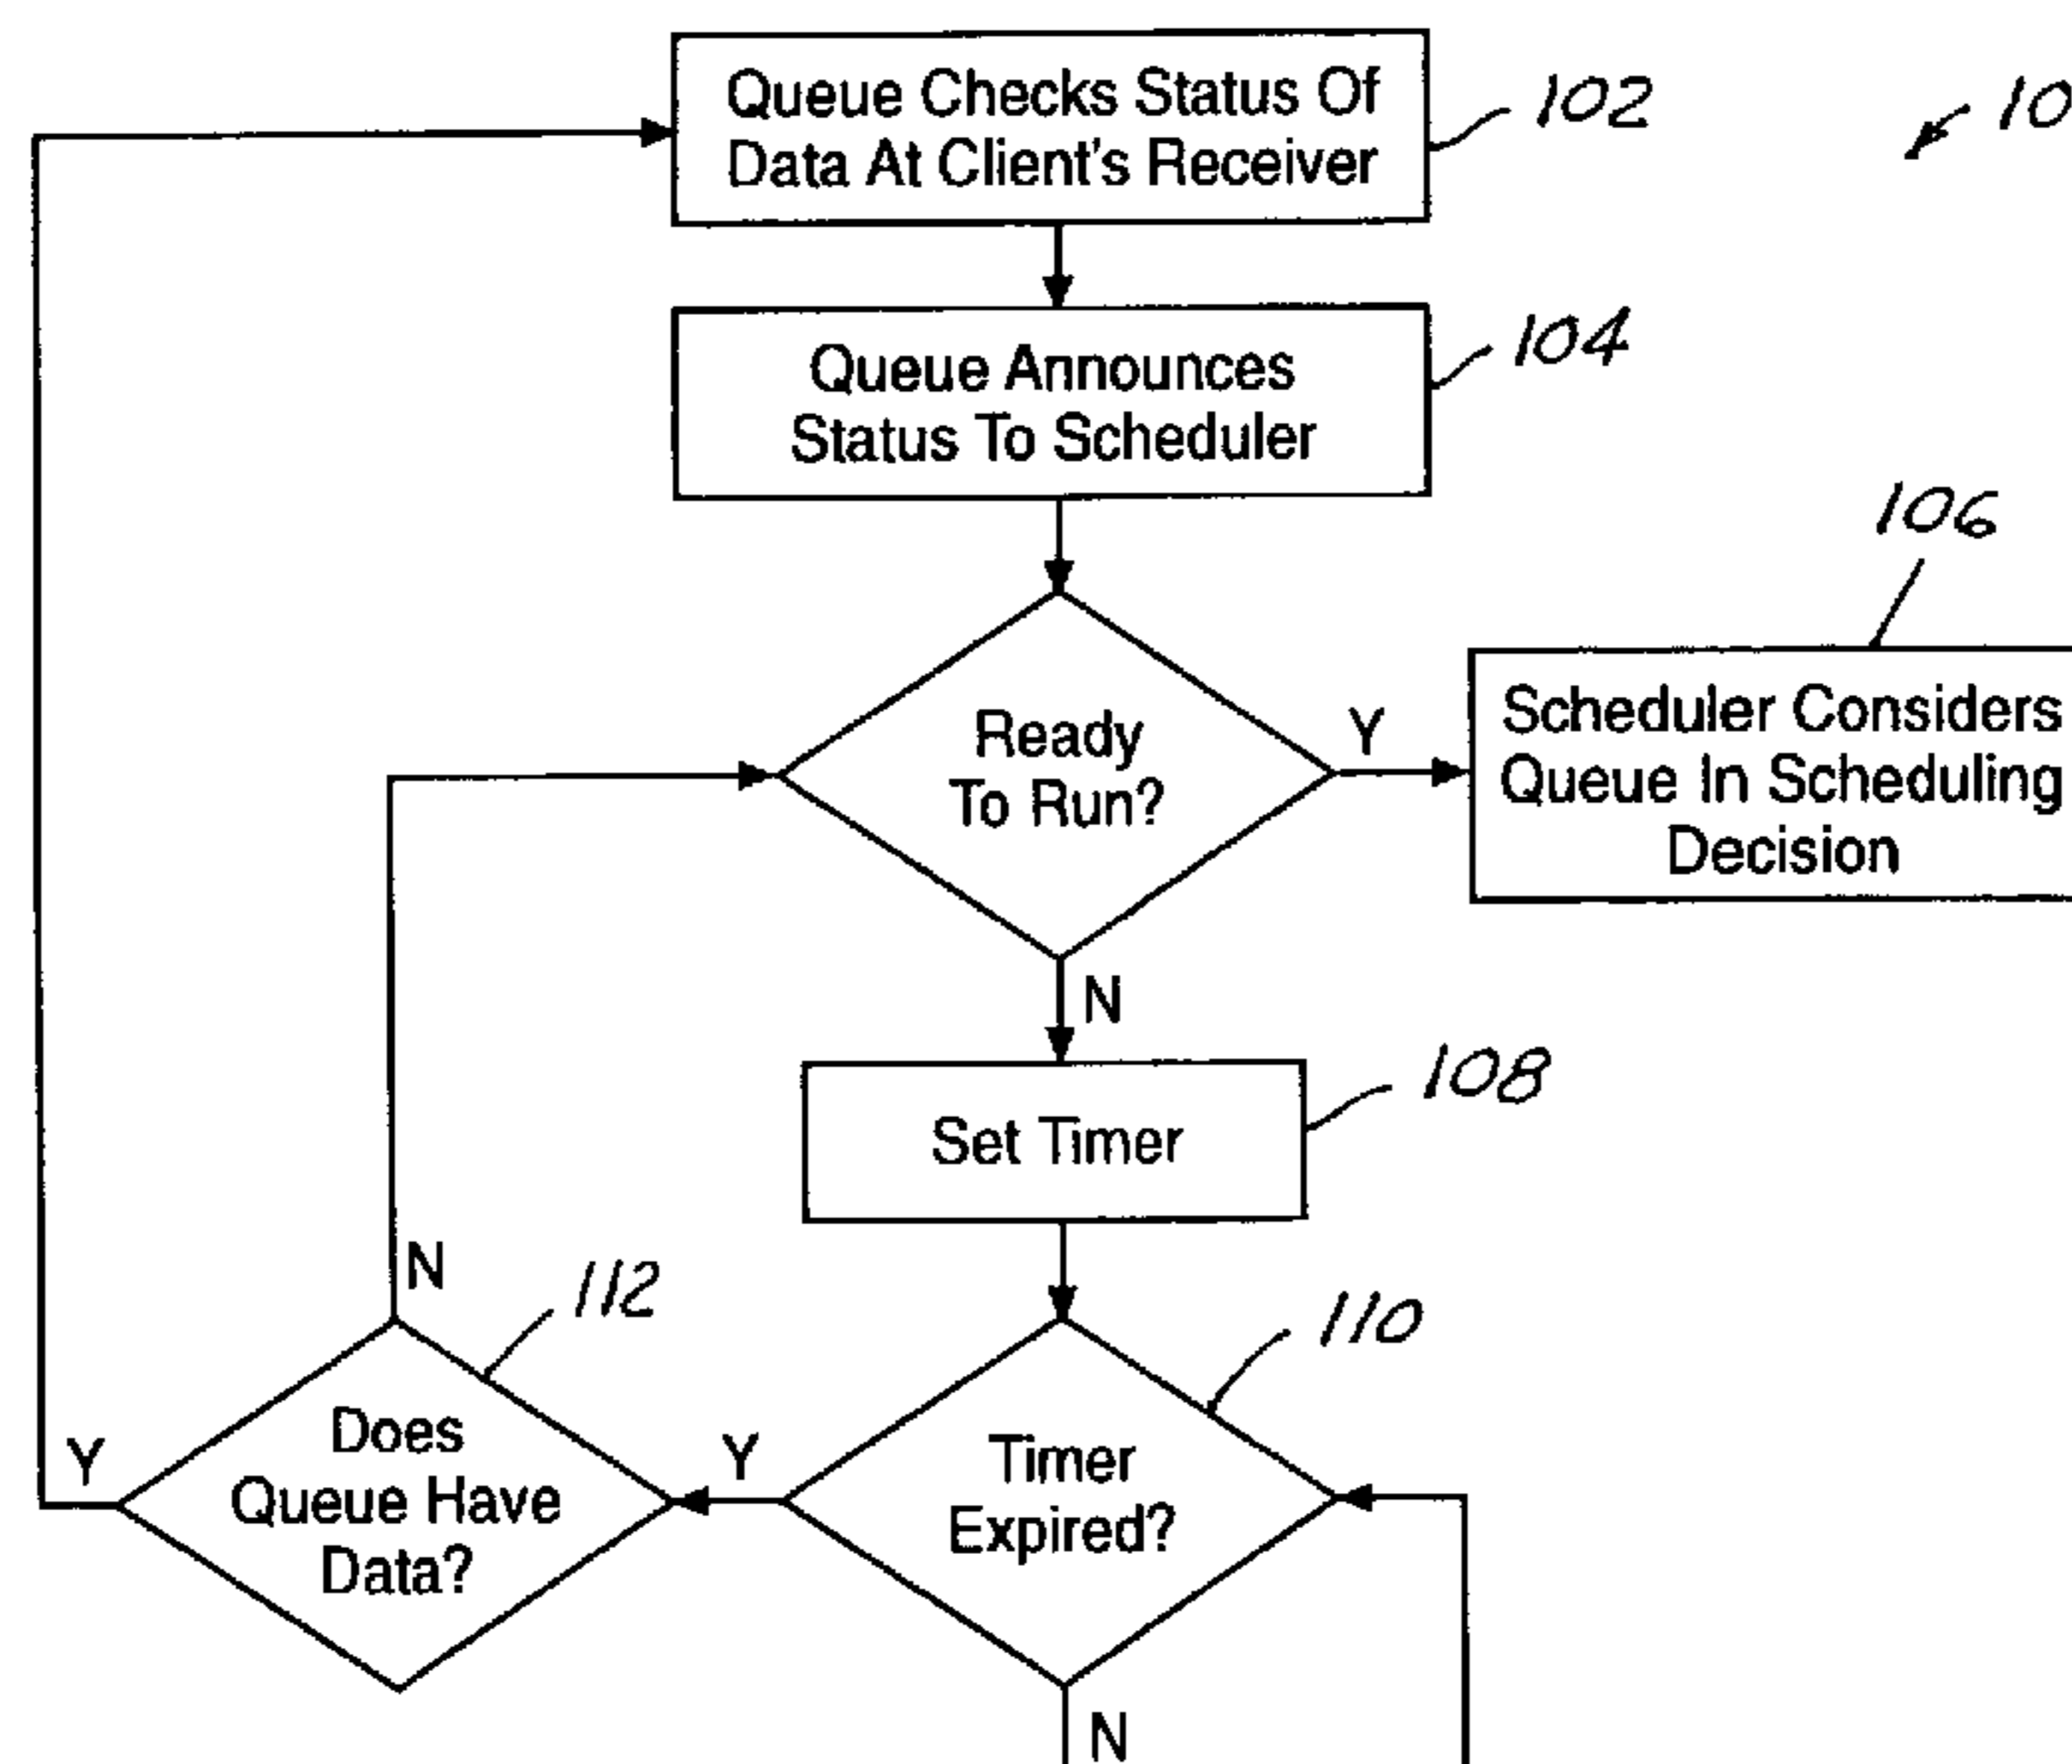 Queue Checks Status Of
Data At Client's Receiver
102
10
Queue Announces
Status To Scheduler
104
106
Ready
To Run?
Y
Scheduler Considers
Queue In Scheduling
Decision
N
Set Timer
108
N
112
110
Does
Queue Have
Data?
Y
Y
Timer
Expired?
N